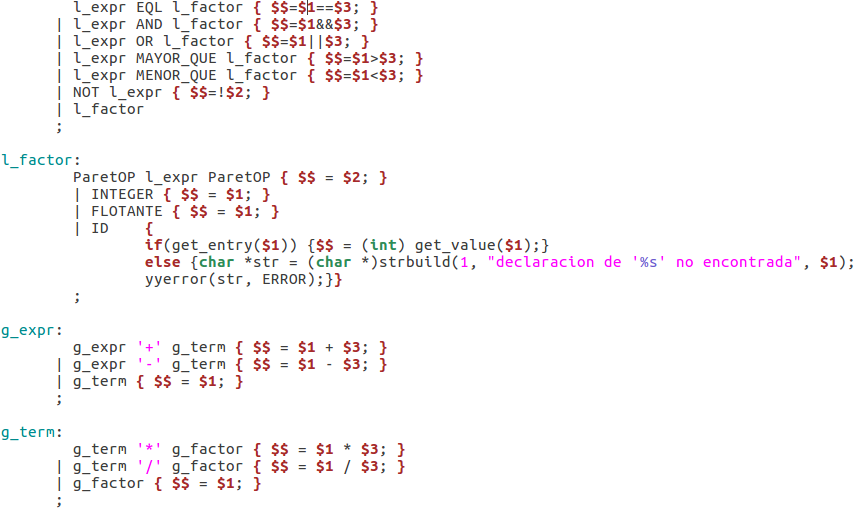 l_expr EQL l_factor { $$=$1==$3; }
| l_expr AND l_factor { $$=$1&&$3; }
| l_expr OR l_factor { $$=$1||$3; }
| l_expr MAYOR_QUE l_factor { $$=$1>$3; }
| l_expr MENOR_QUE l_factor { $$=$1<$3; }
| NOT l_expr { $$=!$2; }
| l_factor
;
l_factor:
ParetOP l_expr ParetOP { $$ = $2; }
| INTEGER { $$ = $1; }
| FLOTANTE { $$ = $1; }
| ID {
if(get_entry($1)) {$$ = (int) get_value($1);}
else {char *str = (char *)strbuild(1, "declaracion de '%s' no encontrada", $1);
yyerror(str, ERROR);}}
;
g_expr:
g_expr '+' g_term { $$ = $1 + $3; }
| g_expr '-' g_term { $$ = $1 - $3; }
| g_term { $$ = $1; }
;
g_term:
g_term '*' g_factor { $$ = $1 * $3; }
| g_term '/' g_factor { $$ = $1 / $3; }
| g_factor { $$ = $1; }
;